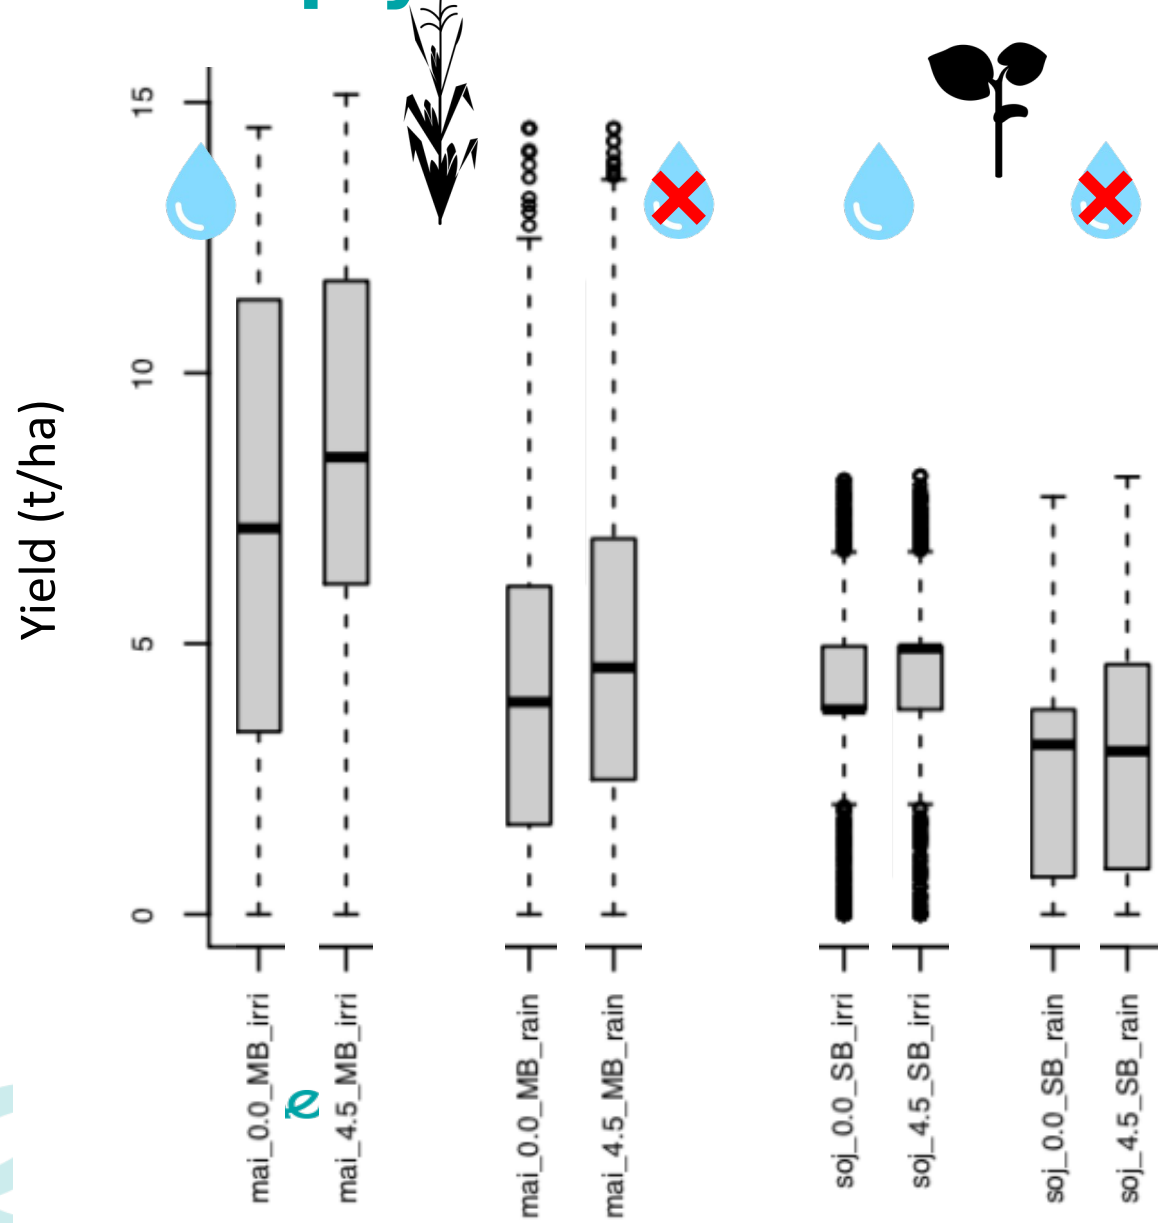 Yield (t/ha)
15
10
5
0
mai_0.0_MB_irri
mai_4.5_MB_irri
mai_0.0_MB_rain
mai_4.5_MB_rain
soj_0.0_SB_irri
soj_4.5_SB_irri
soj_0.0_SB_rain
soj_4.5_SB_rain